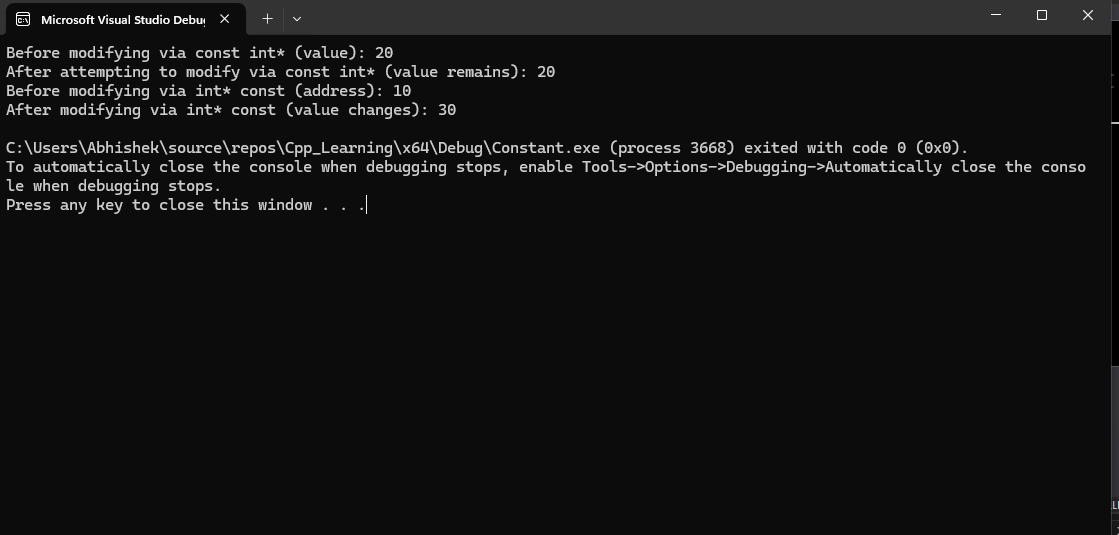 Microsoft Visual Studio Debu
Before modifying via const int* (value): 20
After attempting to modify via const int* (value remains): 20
Before modifying via int* const (address): 10
After modifying via int* const (value changes): 30
C:\Users\Abhishek\source\repos\Cpp_Learning\x64\Debug\Constant.exe (process 3668) exited with code 0 (0x0).
To automatically close the console when debugging stops, enable Tools->Options->Debugging->Automatically close the conso
le when debugging stops.
Press any key to close this window . . .